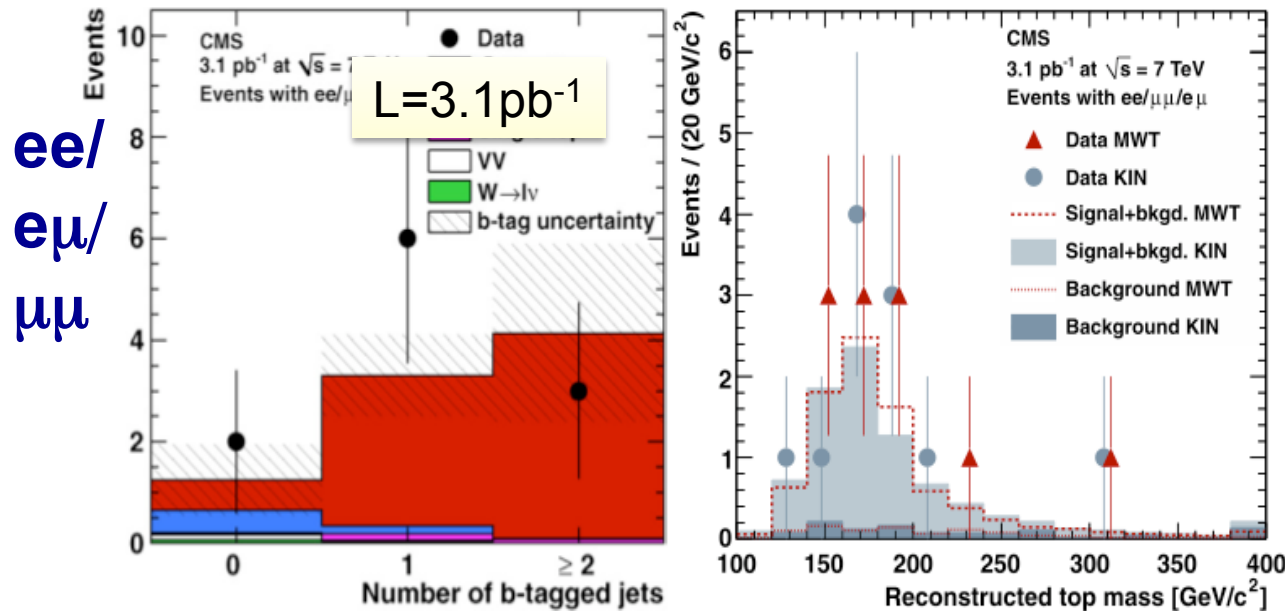 ee/
eμ/
μμ
Events
10
8
6
4
2
0
CMS
3.1 pb-1 at √s = 7
Events with ee/μ
Data
L=3.1pb-1
VV
W→lν
b-tag uncertainty
0 1 ≥ 2
Number of b-tagged jets
Events / (20 GeV/c²)
6
5
4
3
2
1
0
CMS
3.1 pb-1 at √s = 7 TeV
Events with ee/μμ/eμ
Data MWT
Data KIN
Signal+bkgd. MWT
Signal+bkgd. KIN
Background MWT
Background KIN
100 150 200 250 300 350 400
Reconstructed top mass [GeV/c²]